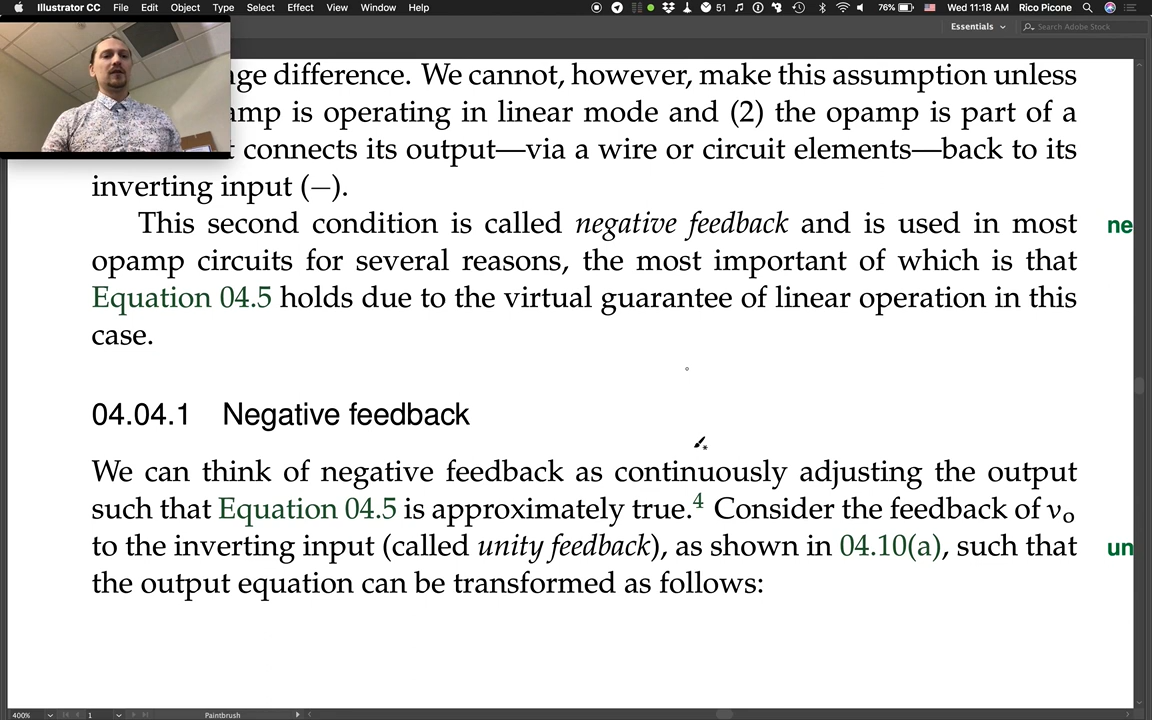 Illustrator CC File Edit Object Type Select Effect View Window Help 51 76% Wed 11:18 AM Rico Picone
Essentials Search Adobe Stock
difference. We cannot, however, make this assumption unless
is operating in linear mode and (2) the opamp is part of a
connects its output—via a wire or circuit elements—back to its
inverting input (−).
This second condition is called negative feedback and is used in most
opamp circuits for several reasons, the most important of which is that
Equation 04.5 holds due to the virtual guarantee of linear operation in this
case.
04.04.1 Negative feedback
We can think of negative feedback as continuously adjusting the output
such that Equation 04.5 is approximately true.4 Consider the feedback of vo
to the inverting input (called unity feedback), as shown in 04.10(a), such that
the output equation can be transformed as follows:
ne
un
400% 1 Paintbrush